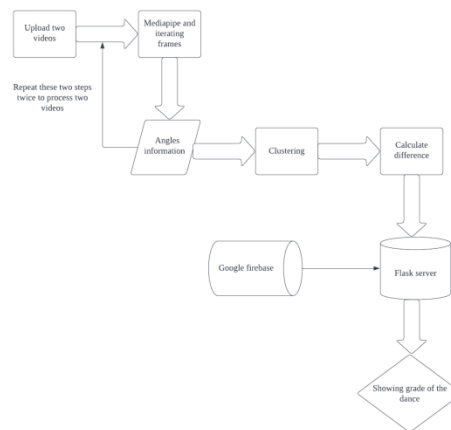 Upload two
videos
Mediapipe and
iterating
frames
Repeat these two steps
twice to process two
videos
Angles
information
Clustering
Calculate
difference
Google firebase
Flask server
Showing grade of the
dance